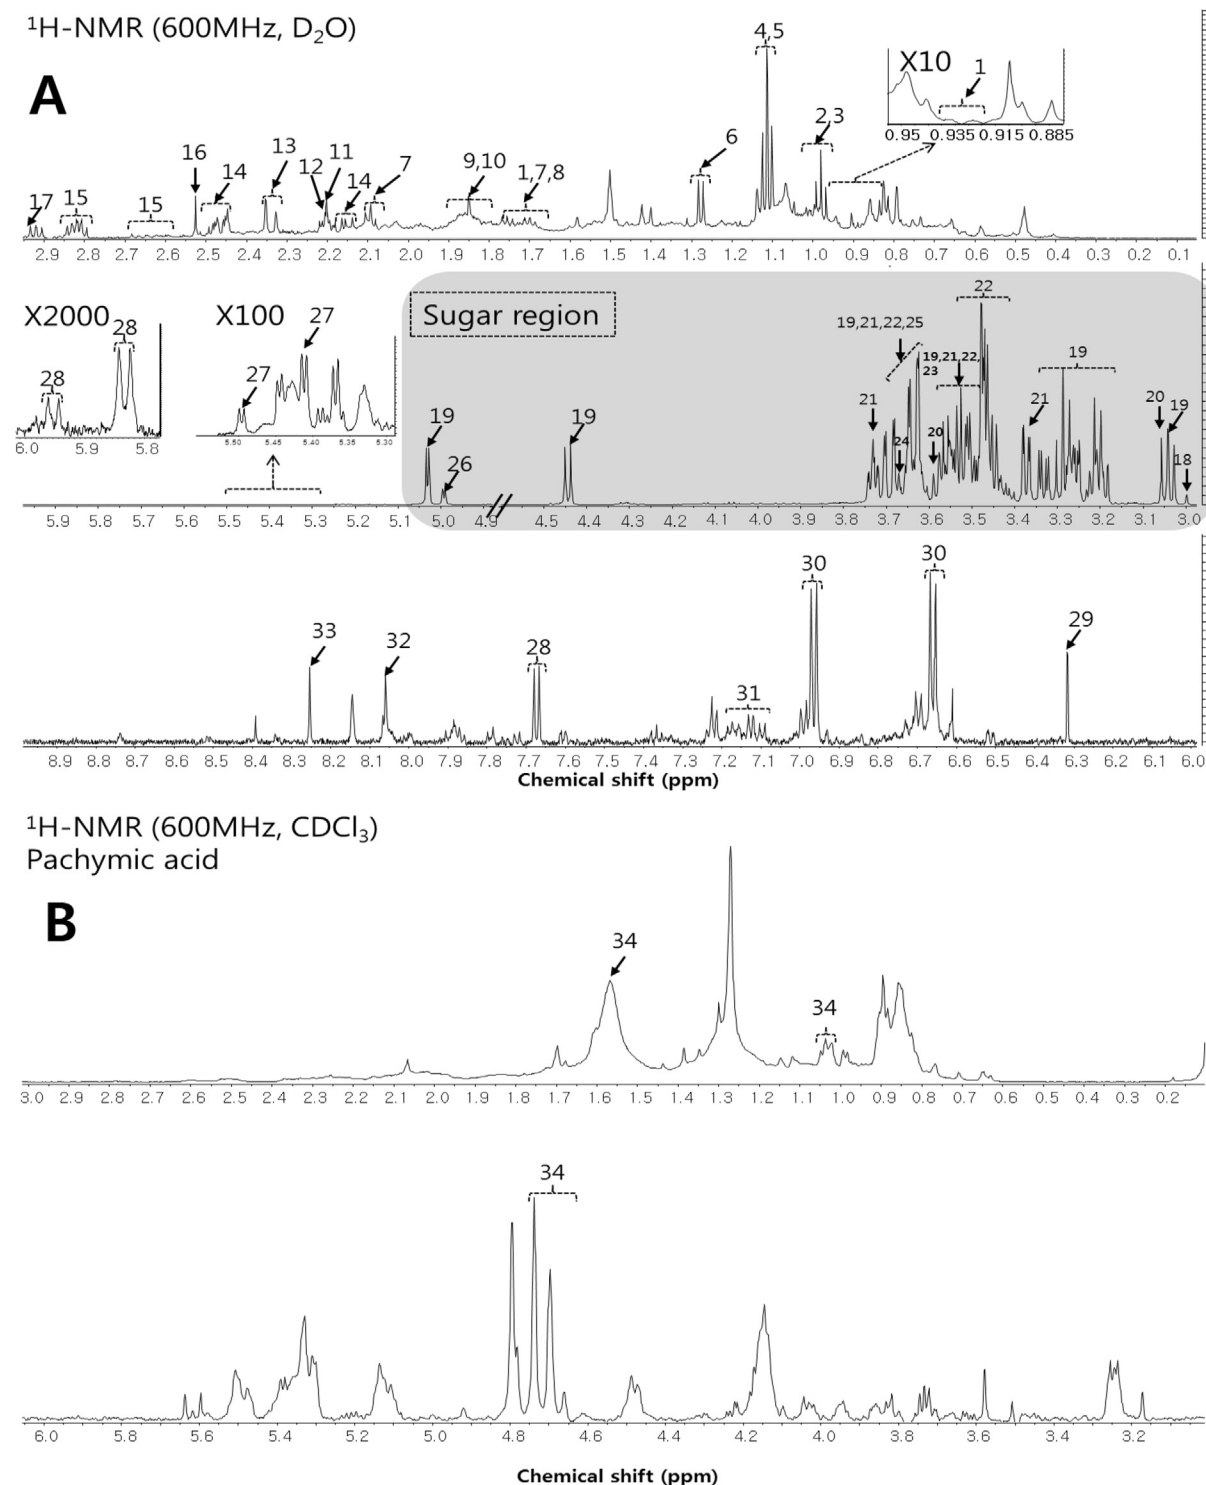 ¹H-NMR (600MHz, D₂O)
A
4,5
X10 1
0.95 0.935 0.915 0.885
2,3
6
16 13 12 11 7 9,10
17 15 15 14 14 1,7,8
2.9 2.8 2.7 2.6 2.5 2.4 2.3 2.2 2.1 2.0 1.9 1.8 1.7 1.6 1.5 1.4 1.3 1.2 1.1 1.0 0.9 0.8 0.7 0.6 0.5 0.4 0.3 0.2 0.1
X2000 28
28
6.0 5.9 5.8
X100 27
27
5.50 5.45 5.40 5.35 5.30
Sugar region
22
19,21,22,25
19,21,22,
23
19
21 24 20 21 20 19
18
19 26 19
5.9 5.8 5.7 5.6 5.5 5.4 5.3 5.2 5.1 5.0 4.9 4.5 4.4 4.3 4.2 4.1 4.0 3.9 3.8 3.7 3.6 3.5 3.4 3.3 3.2 3.1 3.0
33 32 28 31 30 30 29
8.9 8.8 8.7 8.6 8.5 8.4 8.3 8.2 8.1 8.0 7.9 7.8 7.7 7.6 7.5 7.4 7.3 7.2 7.1 7.0 6.9 6.8 6.7 6.6 6.5 6.4 6.3 6.2 6.1 6.0
Chemical shift (ppm)
¹H-NMR (600MHz, CDCl₃)
Pachymic acid
B
34
34
3.0 2.9 2.8 2.7 2.6 2.5 2.4 2.3 2.2 2.1 2.0 1.9 1.8 1.7 1.6 1.5 1.4 1.3 1.2 1.1 1.0 0.9 0.8 0.7 0.6 0.5 0.4 0.3 0.2
34
6.0 5.8 5.6 5.4 5.2 5.0 4.8 4.6 4.4 4.2 4.0 3.8 3.6 3.4 3.2
Chemical shift (ppm)